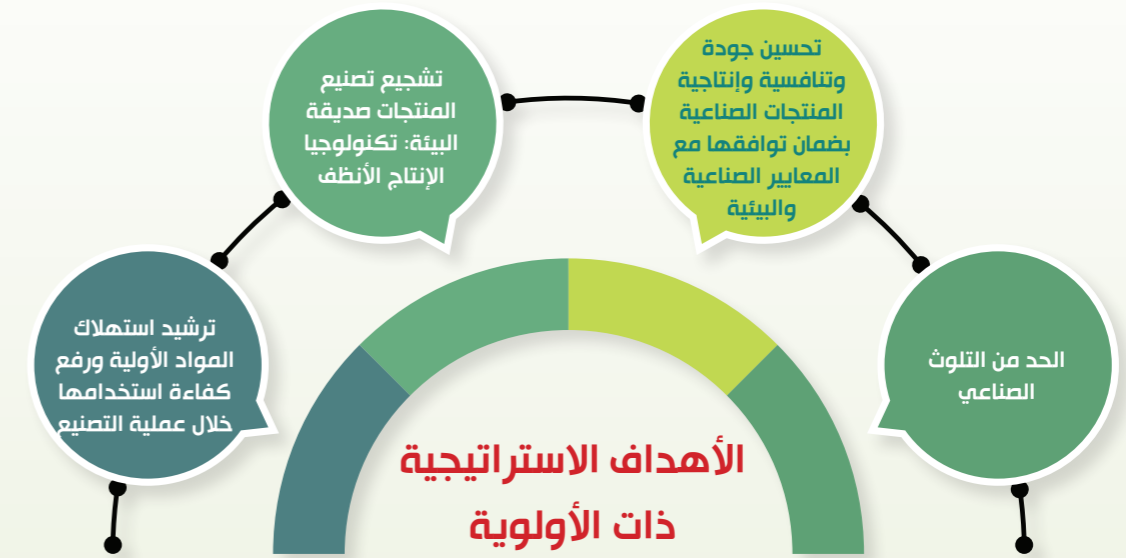 الأهداف الاستراتيجية
ذات الأولوية
الحد من التلوث
الصناعي
تحسين جودة
وتنافسية وإنتاجية
المنتجات الصناعية
بضمان توافقها مع
المعايير الصناعية
والبيئية
تشجيع تصنيع
المنتجات صديقة
البيئة: تكنولوجيا
الإنتاج الأنظف
ترشيد استهلاك
المواد الأولية ورفع
كفاءة استخدامها
خلال عملية التصنيع